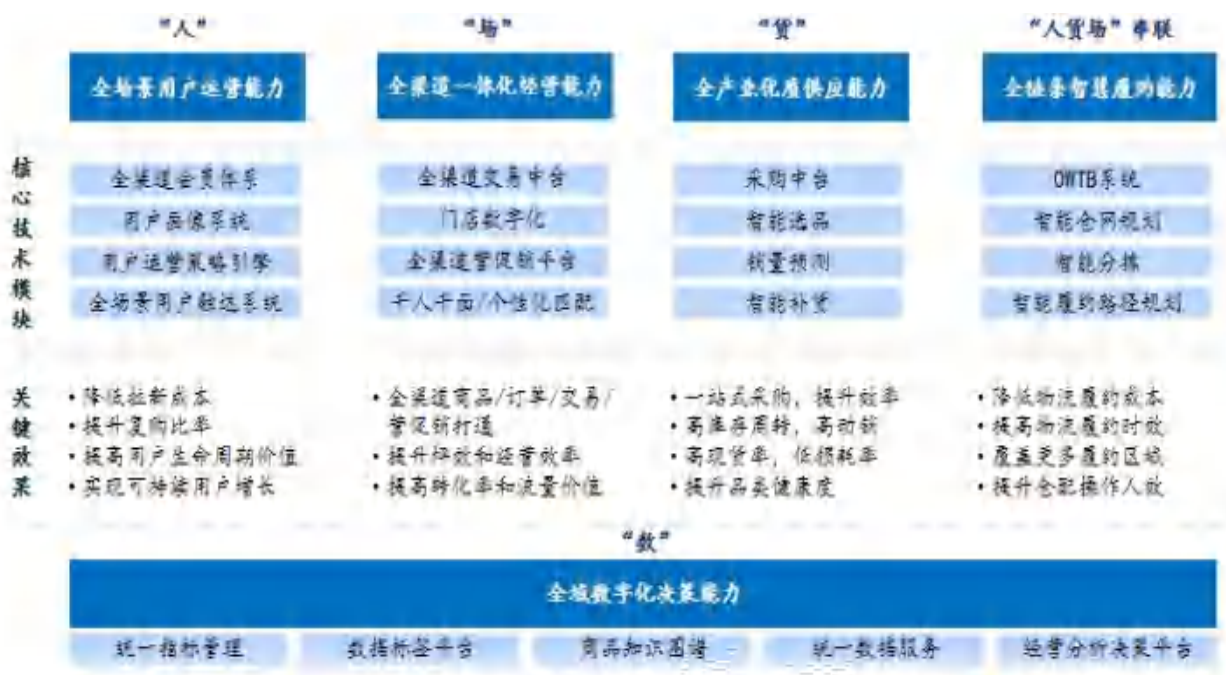 “人”
“场”
“货”
“人货场”串联
全场景用户运营能力
全渠道一体化经营能力
全产业优质供应能力
全链条智慧履约能力
核心技术模块
全渠道会员体系
全渠道交易中台
采购中台
OWTB系统
用户画像系统
门店数字化
智能选品
智能仓网规划
用户运营策略引擎
全渠道营促销平台
销量预测
智能分拣
全场景用户触达系统
千人千面/个性化匹配
智能补货
智能履约路径规划
关键效果
• 降低拉新成本
• 提升复购比率
• 提高用户生命周期价值
• 实现可持续用户增长
• 全渠道商品/订单/交易/
营促销打通
• 提升坪效和经营效率
• 提高转化率和流量价值
• 一站式采购，提升效率
• 高库存周转，高动销
• 高现货率，低损耗率
• 提升品类健康度
• 降低物流履约成本
• 提高物流履约时效
• 覆盖更多履约区域
• 提升仓配操作人效
“数”
全域数字化决策能力
统一指标管理
数据标签平台
商品知识图谱
统一数据服务
经营分析决策平台